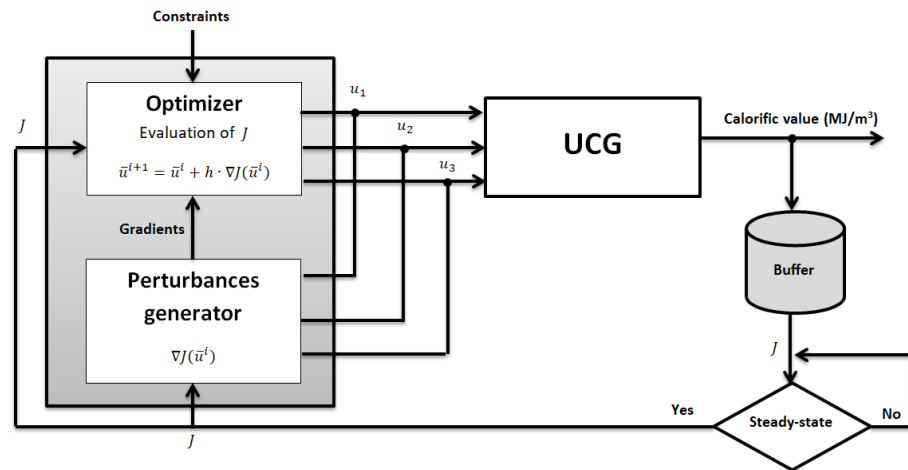 Constraints
Optimizer
Evaluation of J
ū^{i+1} = ū^i + h · ∇J(ū^i)
J
u₁
u₂
u₃
UCG
Calorific value (MJ/m³)
Gradients
Perturbances
generator
∇J(ū^i)
Buffer
J
Steady-state
Yes
No
J